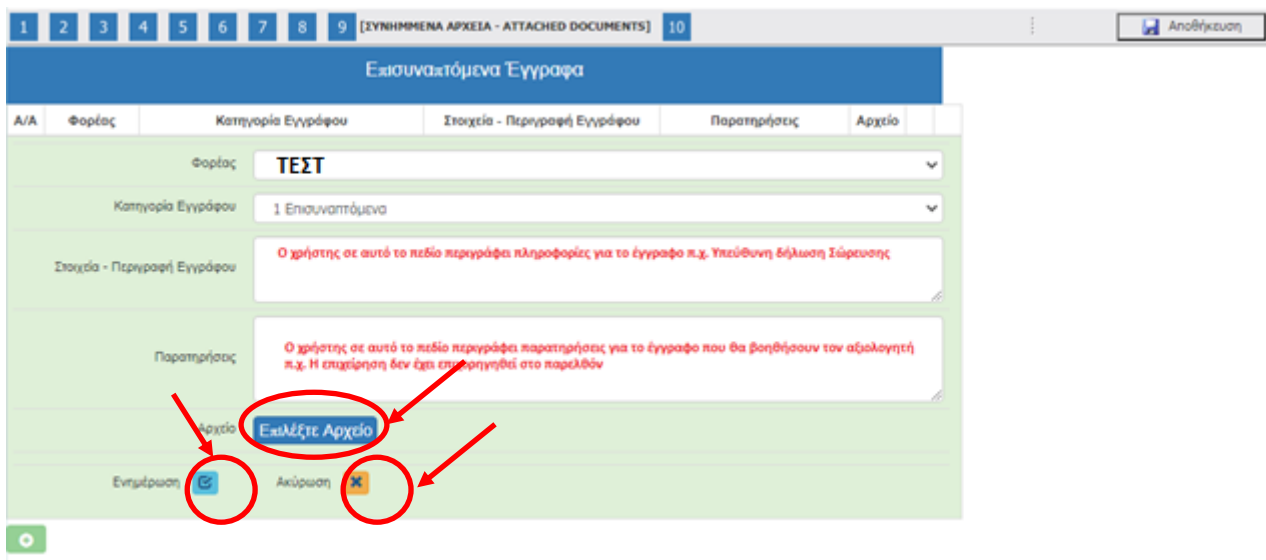 1 2 3 4 5 6 7 8 9 [ΣΥΝΗΜΜΕΝΑ ΑΡΧΕΙΑ - ATTACHED DOCUMENTS] 10 Αποθήκευση
Επισυναπτόμενα Έγγραφα
Α/Α Φορέας Κατηγορία Εγγράφου Στοιχεία - Περιγραφή Εγγράφου Παρατηρήσεις Αρχείο
Φορέας ΤΕΣΤ
Κατηγορία Εγγράφου 1 Επισυναπτόμενα
Στοιχεία - Περιγραφή Εγγράφου Ο χρήστης σε αυτό το πεδίο περιγράφει πληροφορίες για το έγγραφο π.χ. Υπεύθυνη δήλωση Σώρευσης
Παρατηρήσεις Ο χρήστης σε αυτό το πεδίο περιγράφει παρατηρήσεις για το έγγραφο που θα βοηθήσουν τον αξιολογητή
π.χ. Η επιχείρηση δεν έχει επιχορηγηθεί στο παρελθόν
Αρχείο Επιλέξτε Αρχείο
Ενημέρωση Ακύρωση